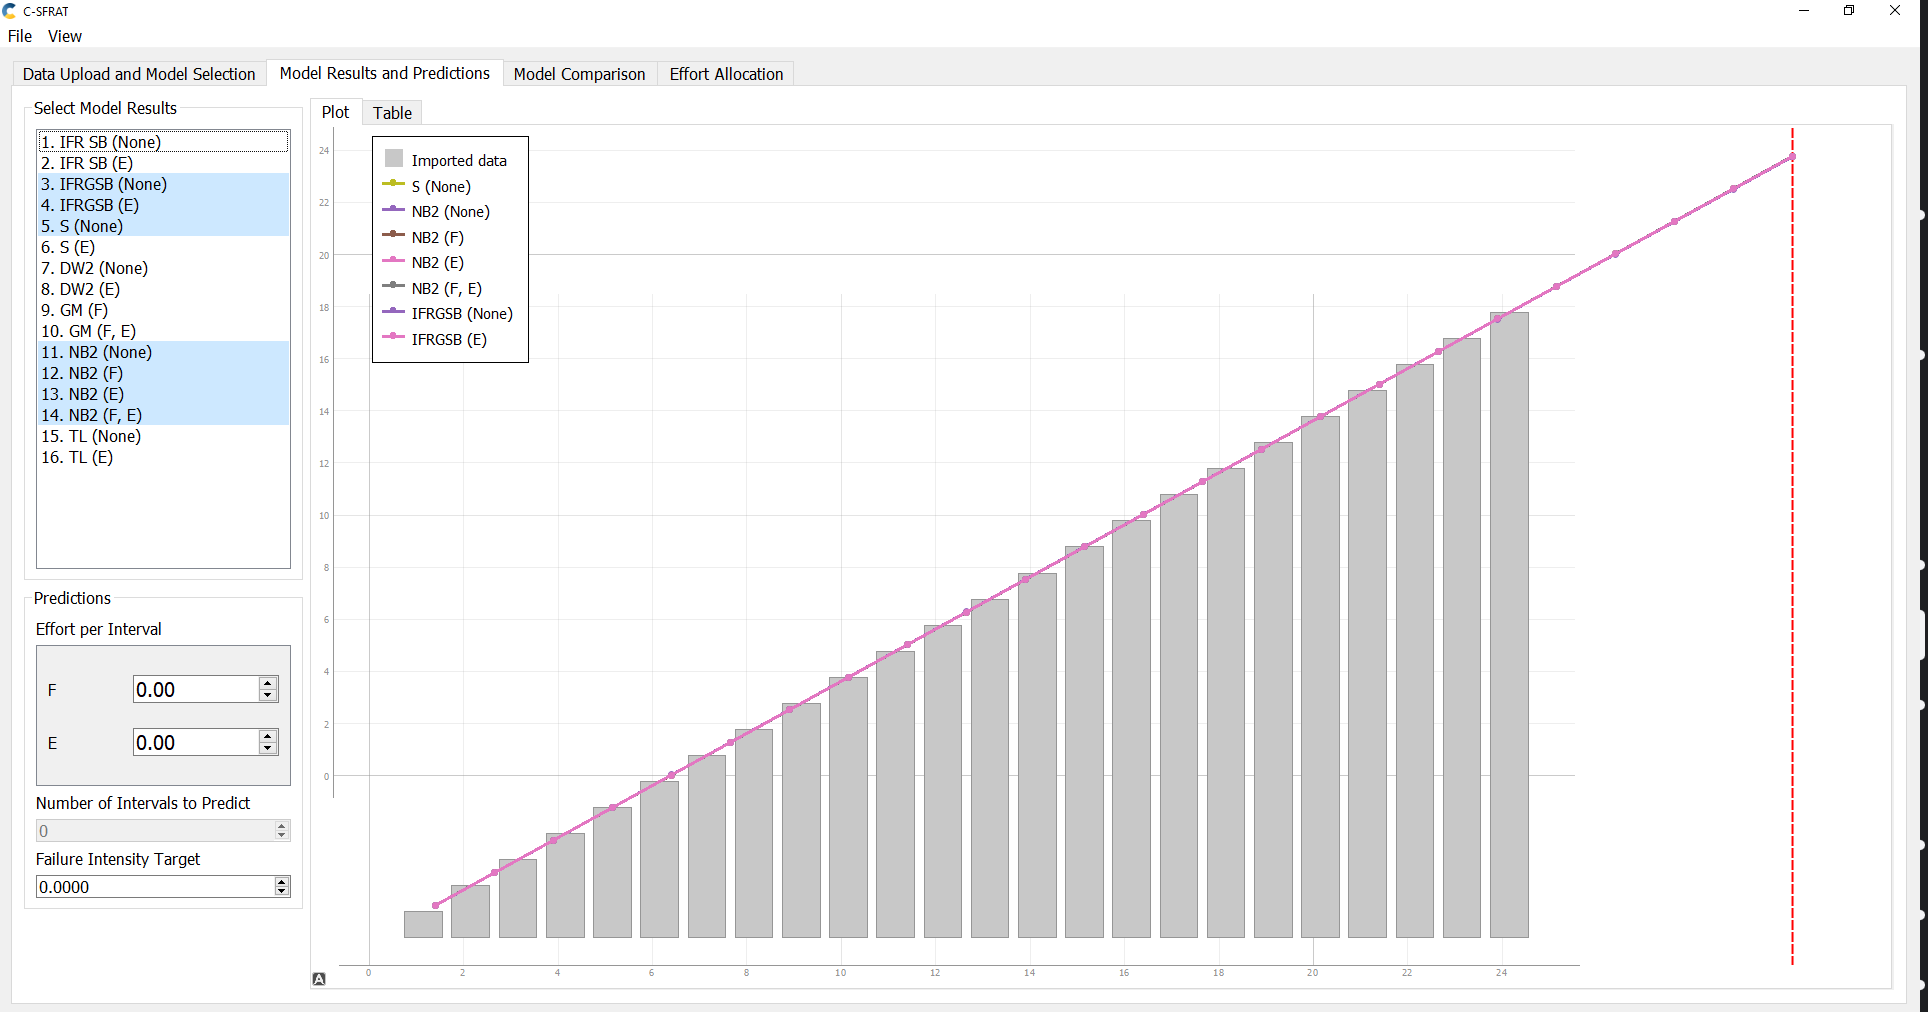 C-SFRAT
File View
Data Upload and Model Selection Model Results and Predictions Model Comparison Effort Allocation
Select Model Results
1. IFR SB (None)
2. IFR SB (E)
3. IFRGSB (None)
4. IFRGSB (E)
5. S (None)
6. S (E)
7. DW2 (None)
8. DW2 (E)
9. GM (F)
10. GM (F, E)
11. NB2 (None)
12. NB2 (F)
13. NB2 (E)
14. NB2 (F, E)
15. TL (None)
16. TL (E)
Predictions
Effort per Interval
F 0.00
E 0.00
Number of Intervals to Predict
0
Failure Intensity Target
0.0000
Plot Table
Imported data
S (None)
NB2 (None)
NB2 (F)
NB2 (E)
NB2 (F, E)
IFRGSB (None)
IFRGSB (E)
24
22
20
18
16
14
12
10
8
6
4
2
0
A
0 2 4 6 8 10 12 14 16 18 20 22 24